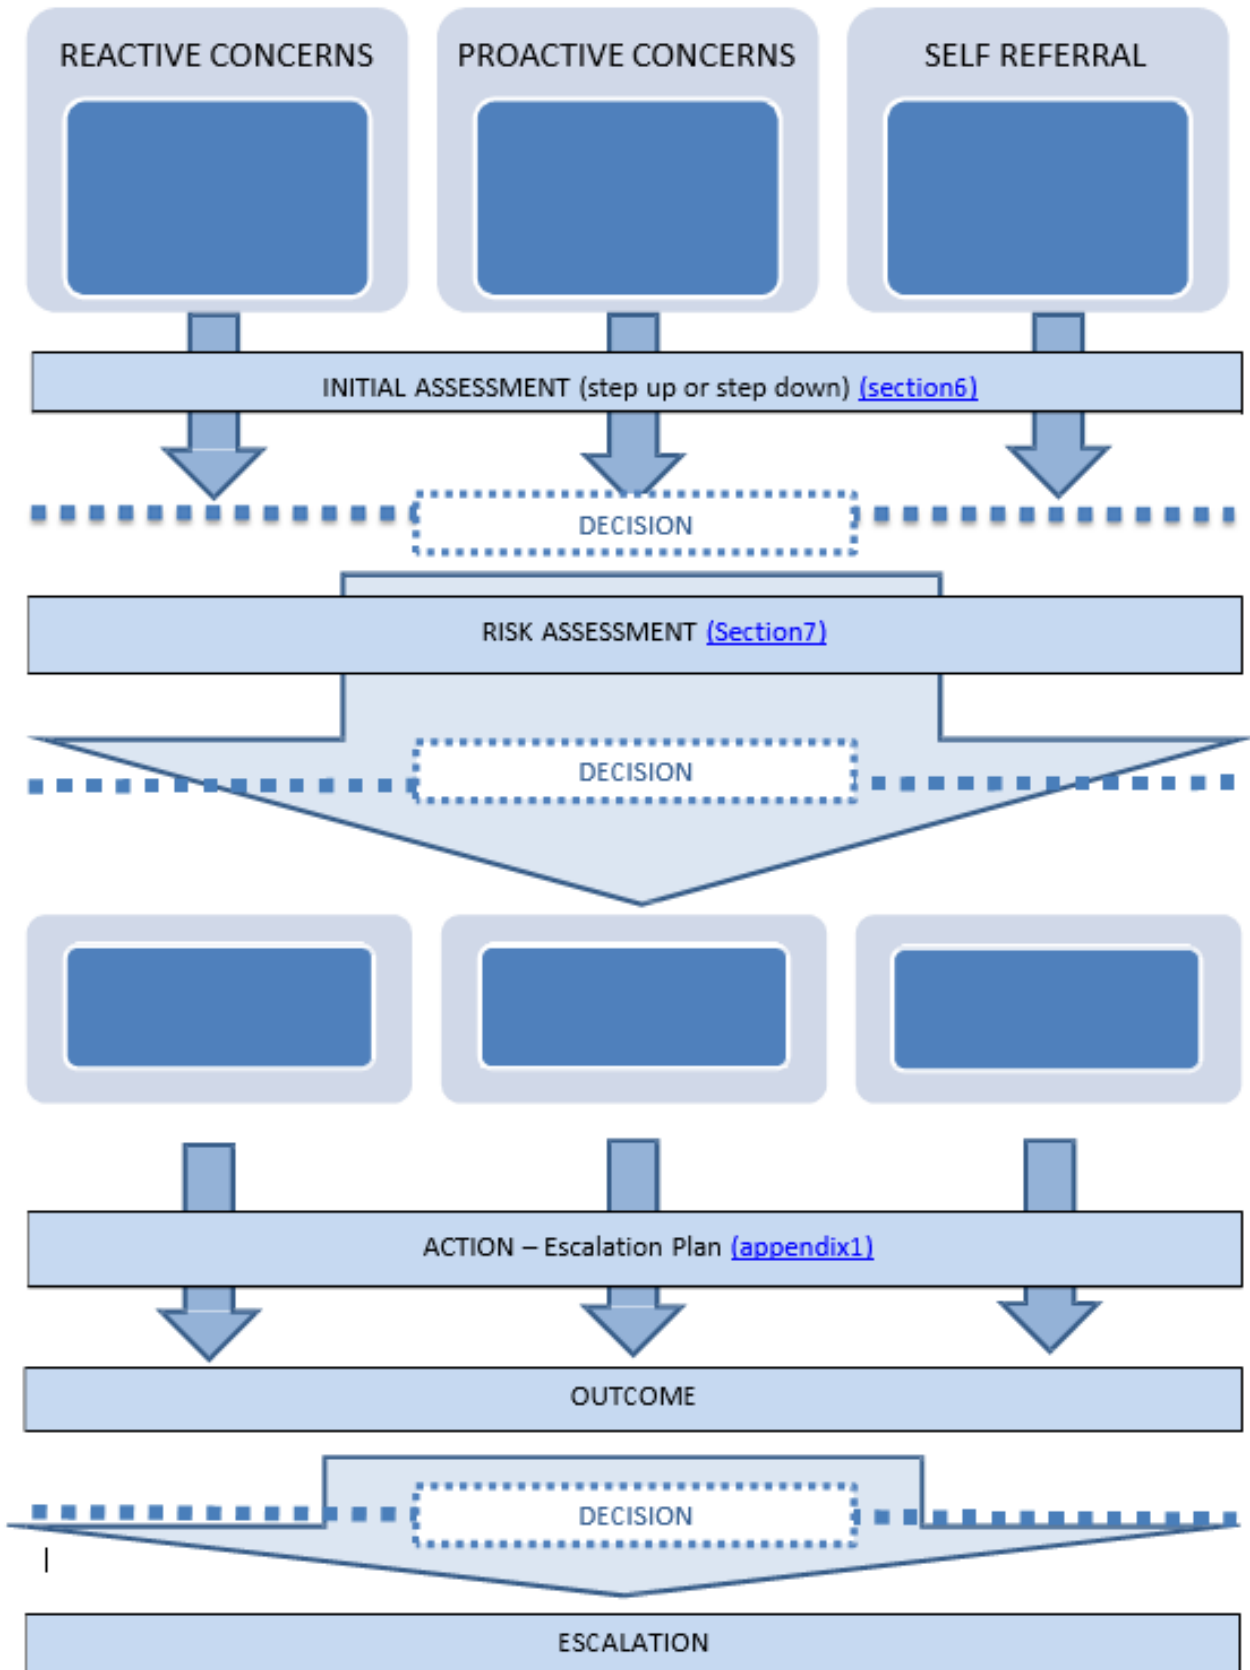 REACTIVE CONCERNS
PROACTIVE CONCERNS
SELF REFERRAL
INITIAL ASSESSMENT (step up or step down) (section6)
DECISION
RISK ASSESSMENT (Section7)
DECISION
ACTION – Escalation Plan (appendix1)
OUTCOME
DECISION
ESCALATION